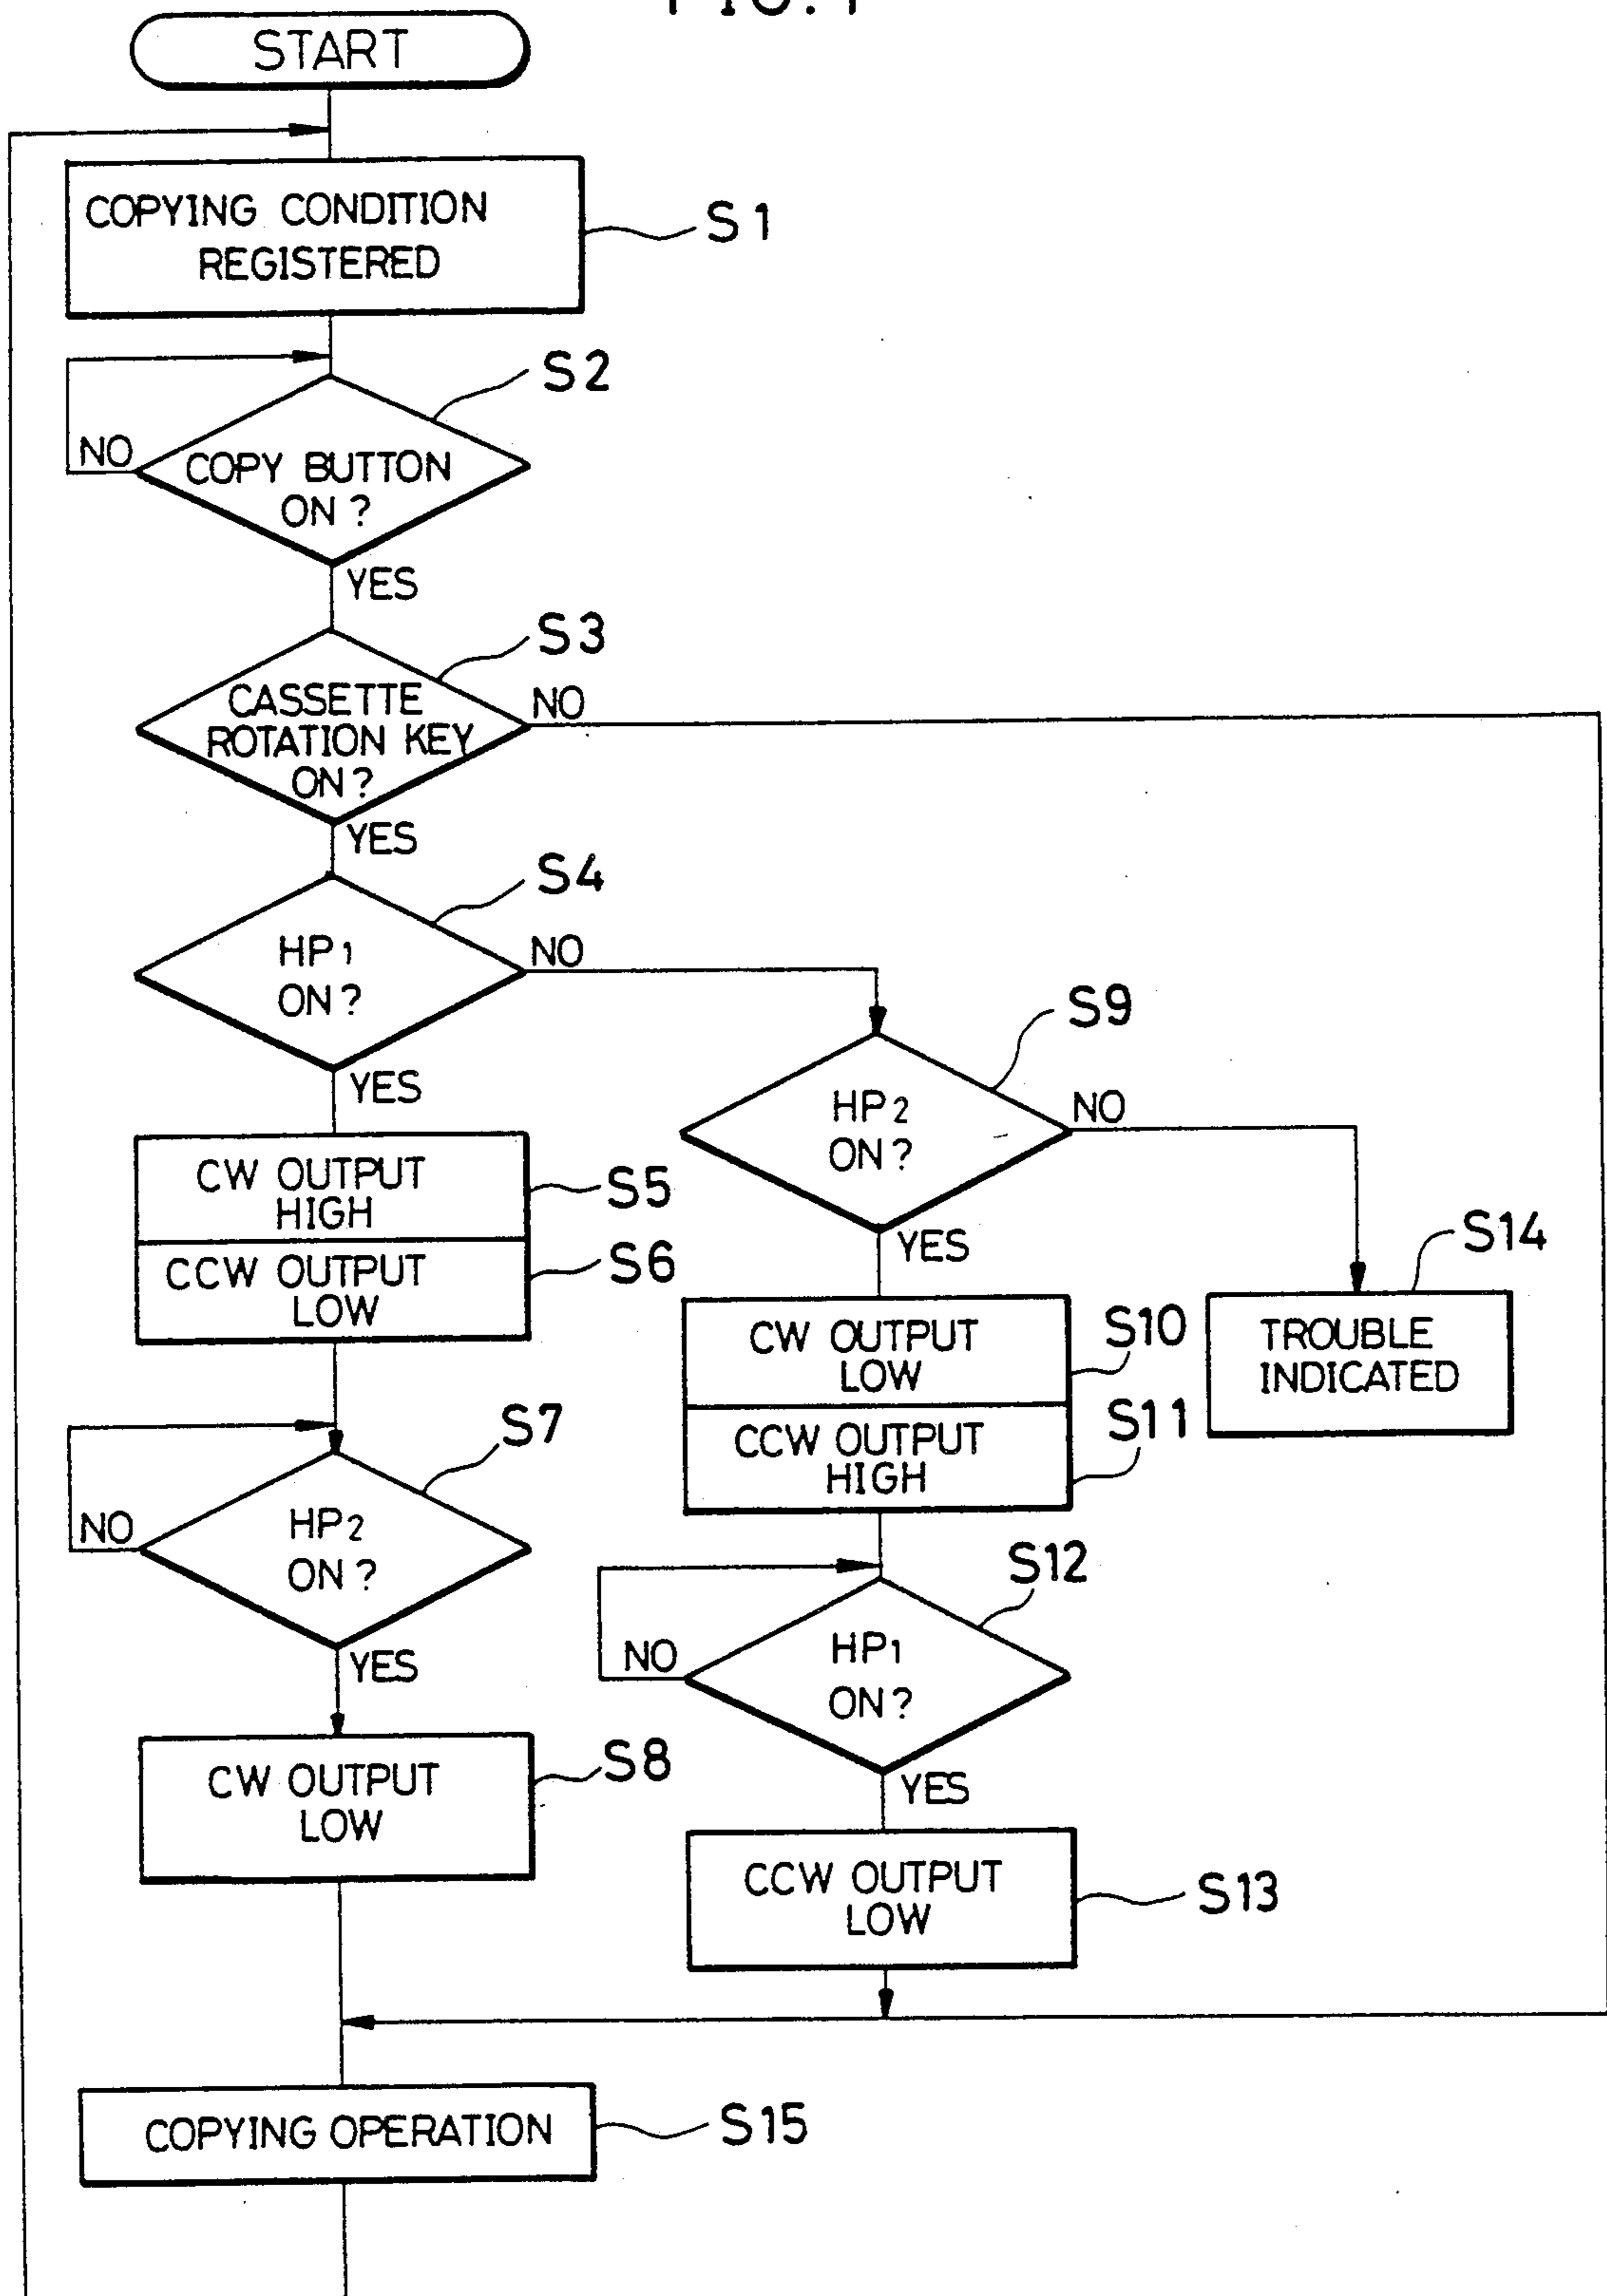 START
COPYING CONDITION
REGISTERED
S1
S2
NO
COPY BUTTON
ON?
YES
S3
CASSETTE
ROTATION KEY
ON?
NO
YES
S4
HP1
ON?
NO
YES
S9
HP2
ON?
NO
YES
CW OUTPUT
HIGH
S5
CCW OUTPUT
LOW
S6
S14
TROUBLE
INDICATED
CW OUTPUT
LOW
S10
CCW OUTPUT
HIGH
S11
S7
NO
HP2
ON?
YES
S12
NO
HP1
ON?
YES
CW OUTPUT
LOW
S8
CCW OUTPUT
LOW
S13
COPYING OPERATION
S15